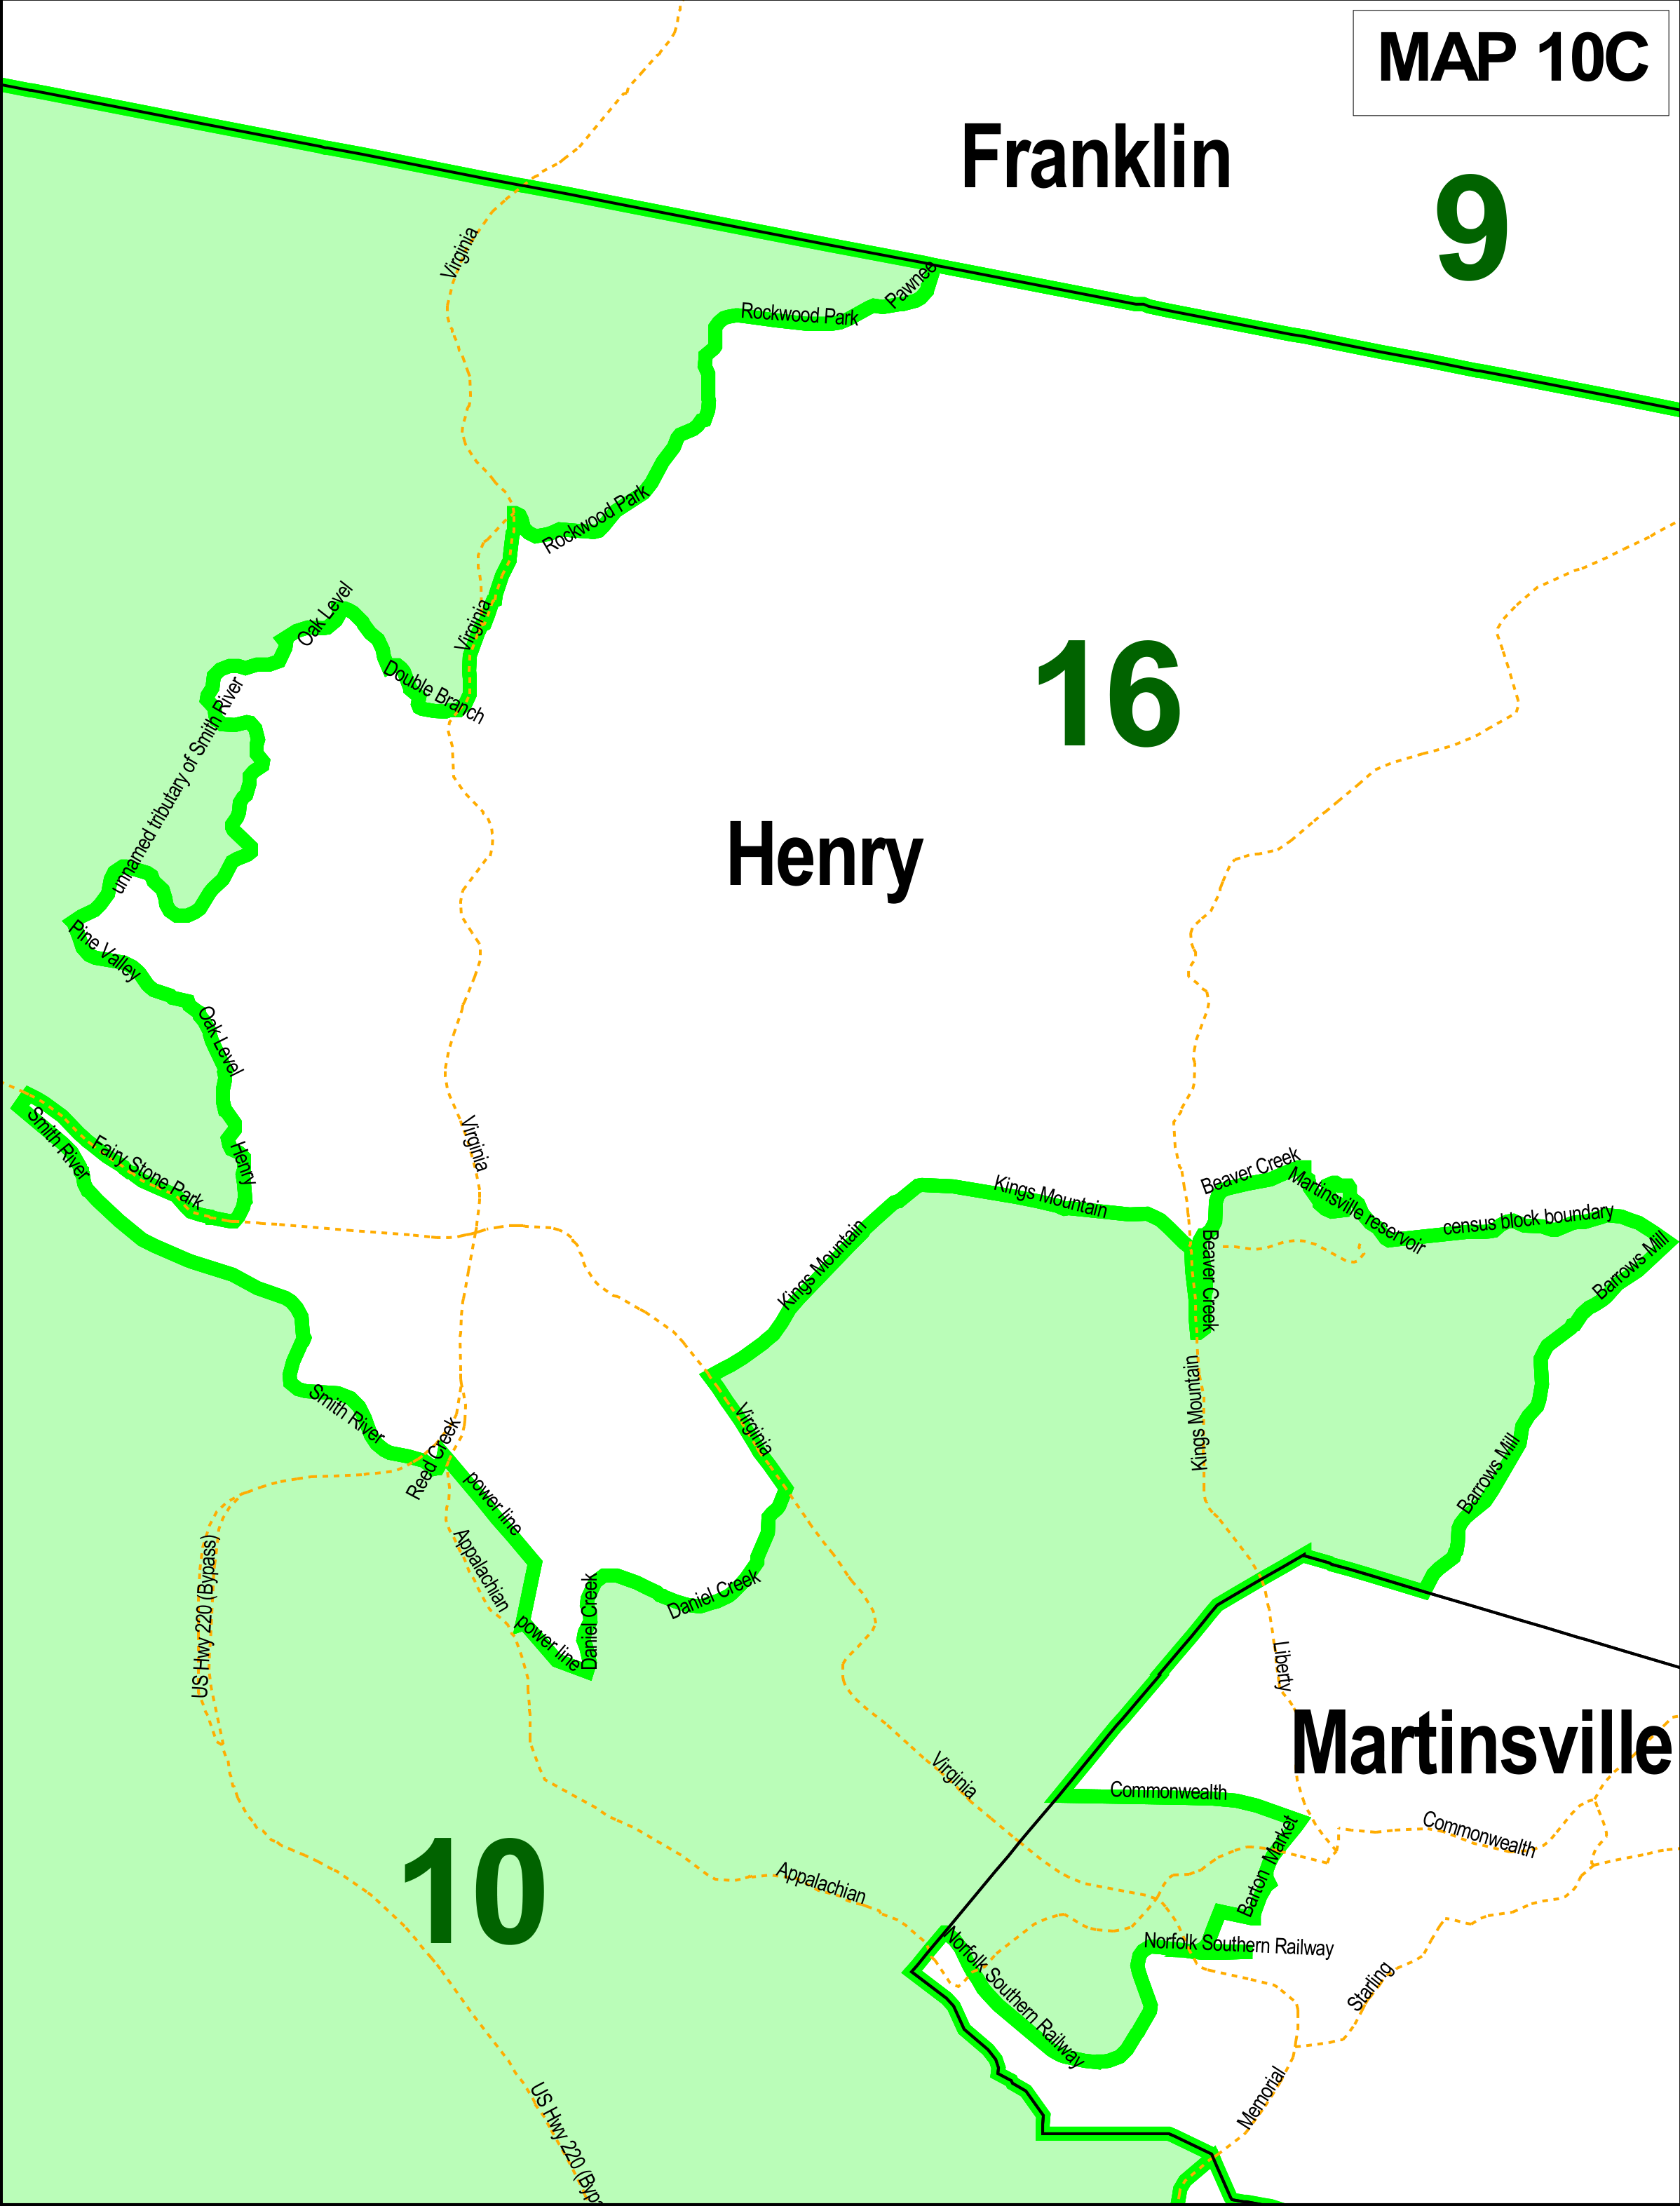 MAP 10C
Franklin
9
Virginia
Pawnee
Rockwood Park
Rockwood Park
Oak Level
Virginia
Double Branch
16
unnamed tributary of Smith River
Henry
Pine Valley
Oak Level
Smith River
Fairy Stone Park
Henry
Virginia
Kings Mountain
Kings Mountain
Beaver Creek
Martinsville reservoir
census block boundary
Barrows Mill
Beaver Creek
Kings Mountain
Barrows Mill
Smith River
Reed Creek
power line
Virginia
Appalachian
power line
Daniel Creek
Daniel Creek
US Hwy 220 (Bypass)
Liberty
Martinsville
Virginia
Commonwealth
Commonwealth
Barton
Market
10
Appalachian
Norfolk Southern Railway
Norfolk Southern Railway
Starling
Memorial
US Hwy 220 (Bypa